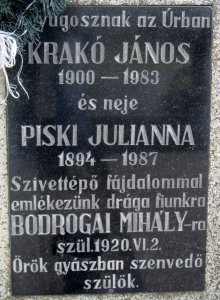 nyugosznak az Úrban
KRAKÓ JÁNOS
1900 — 1983
és neje
PISKI JULIANNA
1894 — 1987
Szivettépő fájdalommal
emlékezünk drága fiunkra
BODROGAI MIHÁLY-ra
szül.1920.VI.2.
Örök gyászban szenvedő
szülők.